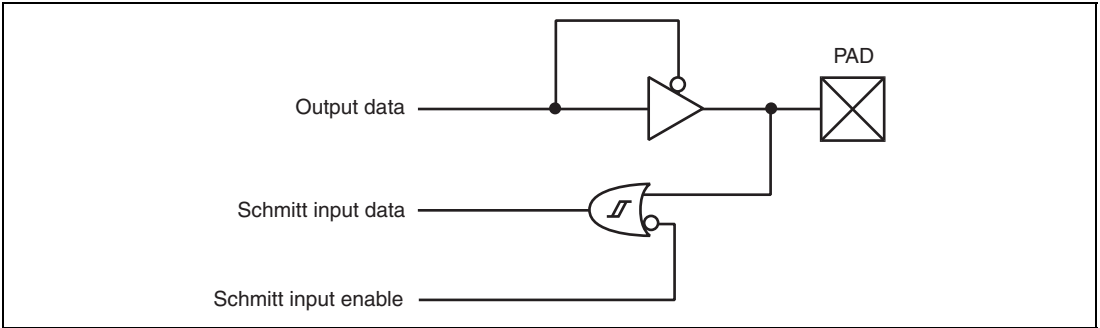 PAD
Output data
Schmitt input data
Schmitt input enable